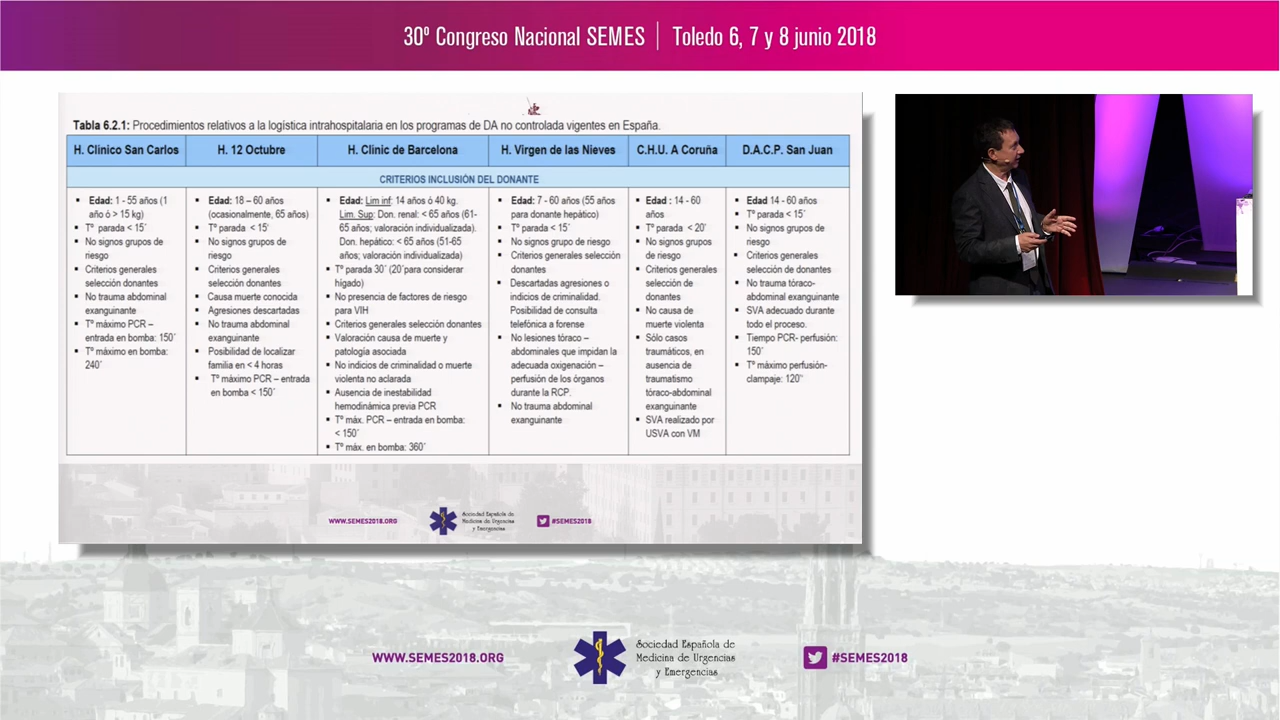 30º Congreso Nacional SEMES | Toledo 6, 7 y 8 junio 2018
Tabla 6.2.1: Procedimientos relativos a la logística intrahospitalaria en los programas de DA no controlada vigentes en España.
H. Clinico San Carlos
H. 12 Octubre
H. Clinic de Barcelona
H. Virgen de las Nieves
C.H.U. A Coruña
D.A.C.P. San Juan
CRITERIOS INCLUSIÓN DEL DONANTE
▪ Edad: 1 - 55 años (1
año ó > 15 kg)
▪ Tº parada < 15´
▪ No signos grupos de
riesgo
▪ Criterios generales
selección donantes
▪ No trauma abdominal
exanguinante
▪ Tº máximo PCR –
entrada en bomba: 150´
▪ Tº máximo en bomba:
240´
▪ Edad: 18 – 60 años
(ocasionalmente, 65 años)
▪ Tº parada < 15´
▪ No signos grupos de
riesgo
▪ Criterios generales
selección donantes
▪ Causa muerte conocida
▪ Agresiones descartadas
▪ No trauma abdominal
exanguinante
▪ Posibilidad de localizar
familia en < 4 horas
▪ Tº máximo PCR – entrada
en bomba < 150´
▪ Edad: Lim inf: 14 años ó 40 kg.
Lim. Sup: Don. renal: < 65 años (61-
65 años; valoración individualizada).
Don. hepático: < 65 años (51-65
años; valoración individualizada)
▪ Tº parada 30´ (20´para considerar
hígado)
▪ No presencia de factores de riesgo
para VIH
▪ Criterios generales selección donantes
▪ Valoración causa de muerte y
patología asociada
▪ No indicios de criminalidad o muerte
violenta no aclarada
▪ Ausencia de inestabilidad
hemodinámica previa PCR
▪ Tº máx. PCR – entrada en bomba:
< 150´
▪ Tº máx. en bomba: 360´
▪ Edad: 7 - 60 años (55 años
para donante hepático)
▪ Tº parada < 15´
▪ No signos grupo de riesgo
▪ Criterios generales selección
donantes
▪ Descartadas agresiones o
indicios de criminalidad.
Posibilidad de consulta
telefónica a forense
▪ No lesiones tóraco –
abdominales que impidan la
adecuada oxigenación –
perfusión de los órganos
durante la RCP.
▪ No trauma abdominal
exanguinante
▪ Edad : 14 - 60
años
▪ Tº parada < 20´
▪ No signos grupos
de riesgo
▪ Criterios generales
selección de
donantes
▪ No causa de
muerte violenta
▪ Sólo casos
traumáticos, en
ausencia de
traumatismo
tóraco-abdominal
exanguinante
▪ SVA realizado por
USVA con VM
▪ Edad 14 - 60 años
▪ Tº parada < 15´
▪ No signos grupos de
riesgo
▪ Criterios generales
selección de donantes
▪ No trauma tóraco-
abdominal exanguinante
▪ SVA adecuado durante
todo el proceso.
▪ Tiempo PCR- perfusión:
150´
▪ Tº máximo perfusión-
clampaje: 120´
WWW.SEMES2018.ORG
Sociedad Española de
Medicina de Urgencias
y Emergencias
#SEMES2018
WWW.SEMES2018.ORG
Sociedad Española de
Medicina de Urgencias
y Emergencias
#SEMES2018